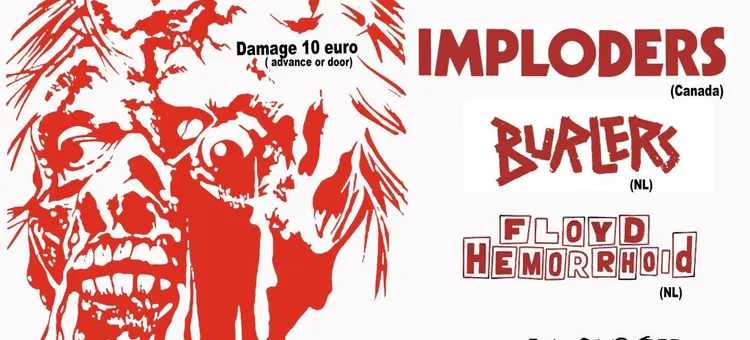 Damage 10 euro
( advance or door)
IMPLODERS
(Canada)
BURLERS
(NL)
FLOYD
HEMORRHOId
(NL)